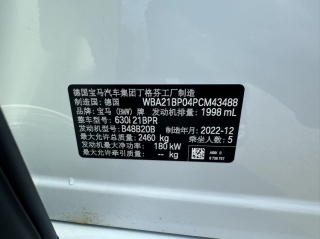 德国宝马汽车集团丁格芬工厂制造
制造国：德国 WBA21BP04PCM43488
品牌：宝马 (BMW) 牌 发动机排量：1998 mL
整车型号：630i 21BPR
发动机型号：B48B20B 制造年月：2022-12
最大允许总质量：2460 kg 乘坐人数：5
发动机最大净功率：180 kW
最大允许牵引质量：-- kg